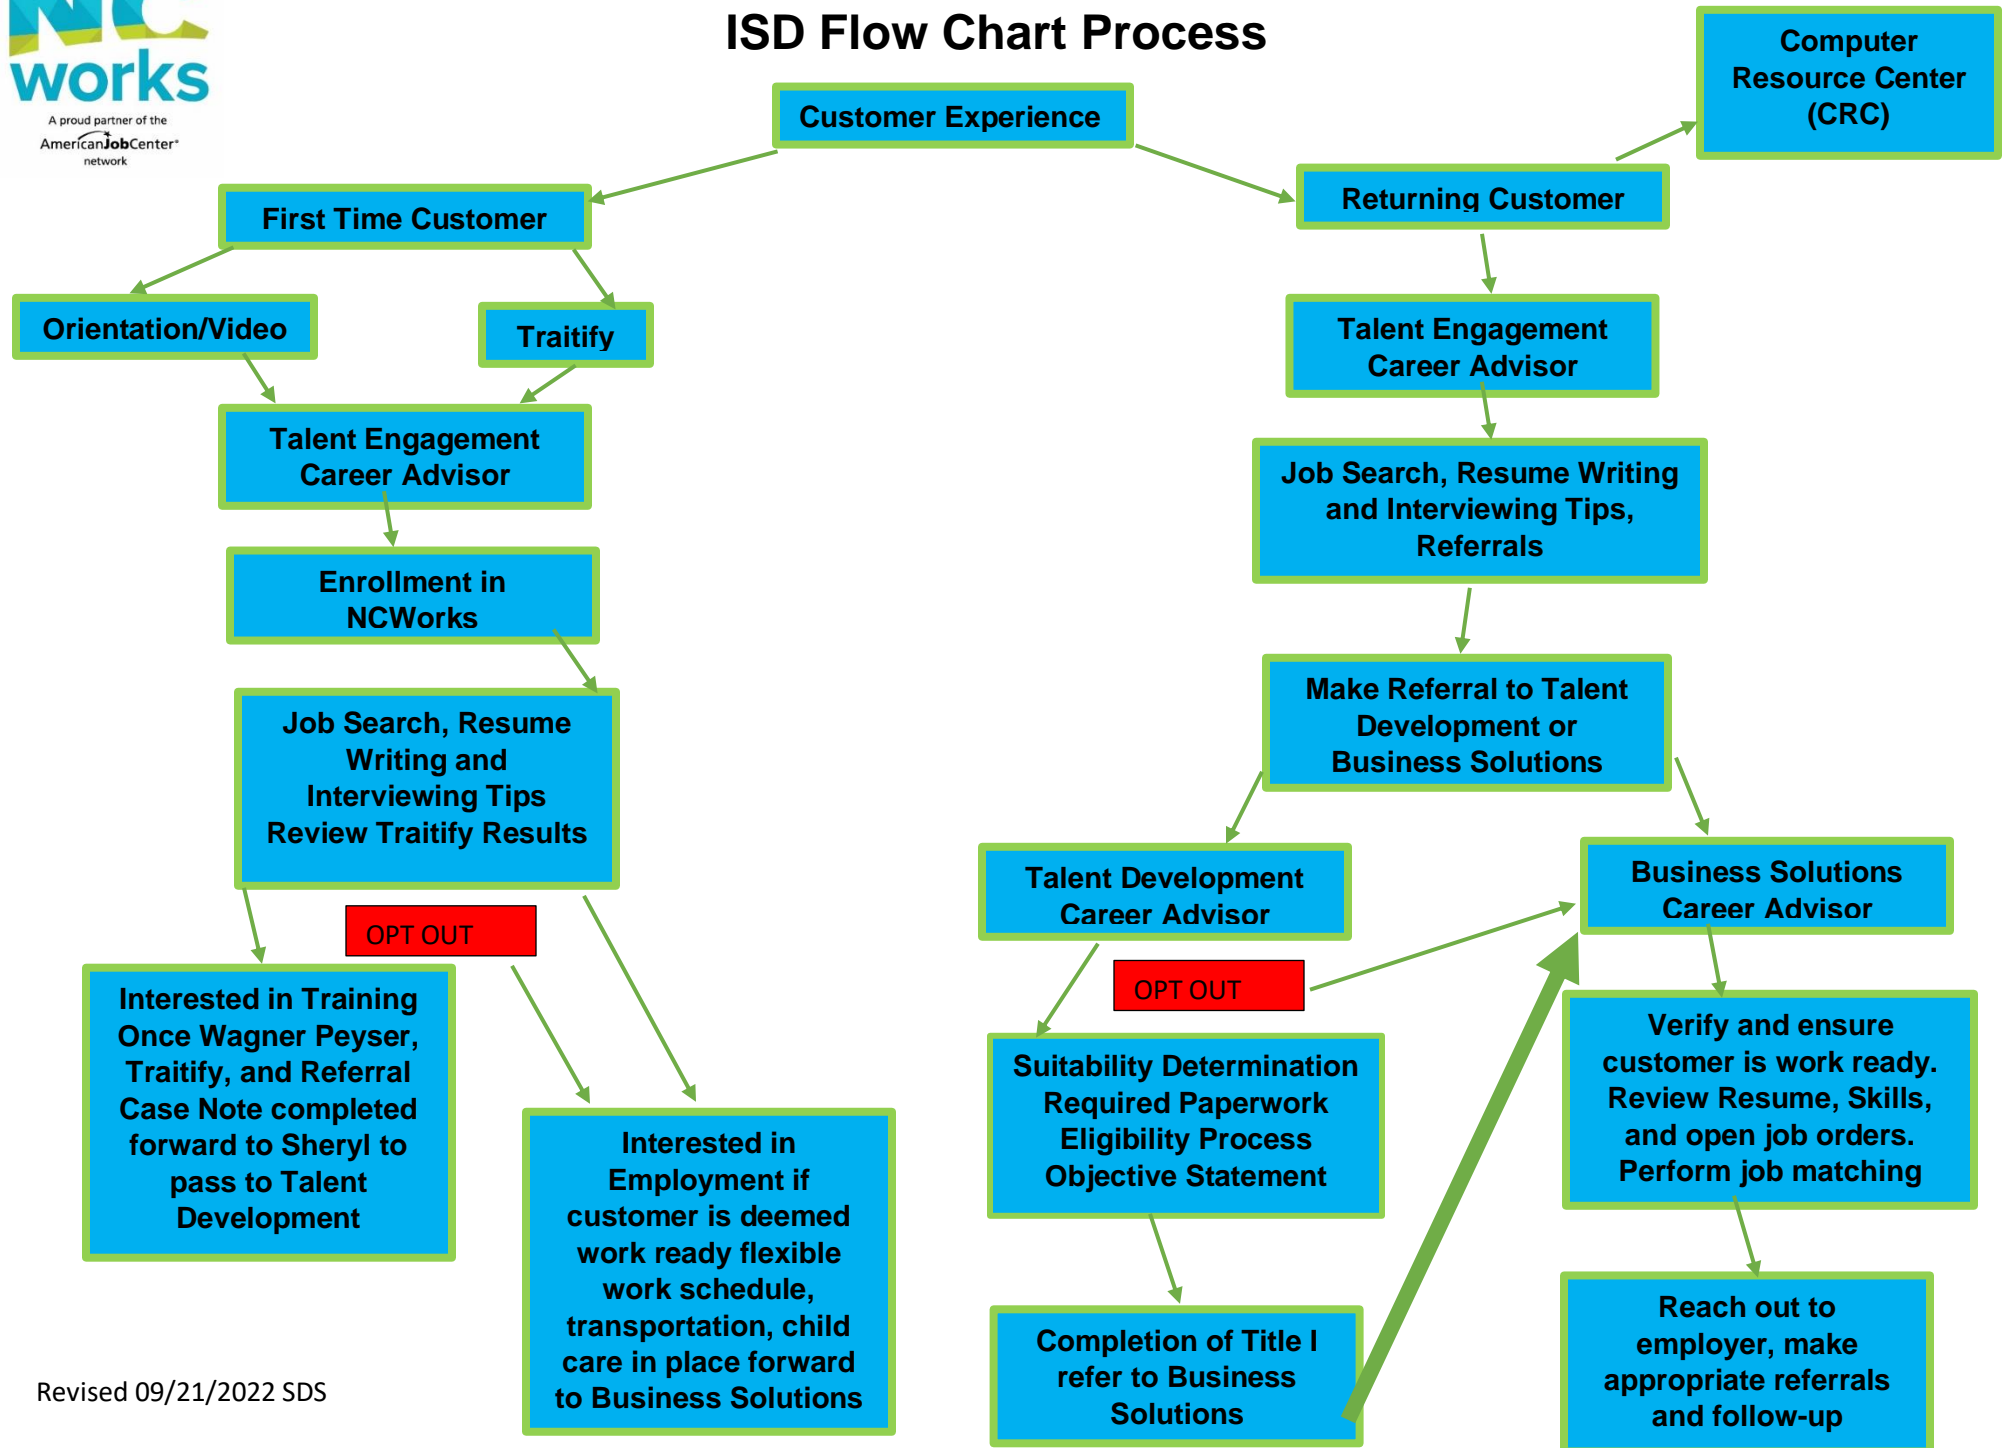 NC
works
A proud partner of the
AmericanJobCenter®
network
ISD Flow Chart Process
Customer Experience
Computer
Resource Center
(CRC)
First Time Customer
Returning Customer
Orientation/Video
Traitify
Talent Engagement
Career Advisor
Enrollment in
NCWorks
Job Search, Resume
Writing and
Interviewing Tips
Review Traitify Results
OPT OUT
Interested in Training
Once Wagner Peyser,
Traitify, and Referral
Case Note completed
forward to Sheryl to
pass to Talent
Development
Interested in
Employment if
customer is deemed
work ready flexible
work schedule,
transportation, child
care in place forward
to Business Solutions
Talent Engagement
Career Advisor
Job Search, Resume Writing
and Interviewing Tips,
Referrals
Make Referral to Talent
Development or
Business Solutions
Talent Development
Career Advisor
OPT OUT
Suitability Determination
Required Paperwork
Eligibility Process
Objective Statement
Completion of Title I
refer to Business
Solutions
Business Solutions
Career Advisor
Verify and ensure
customer is work ready.
Review Resume, Skills,
and open job orders.
Perform job matching
Reach out to
employer, make
appropriate referrals
and follow-up
Revised 09/21/2022 SDS